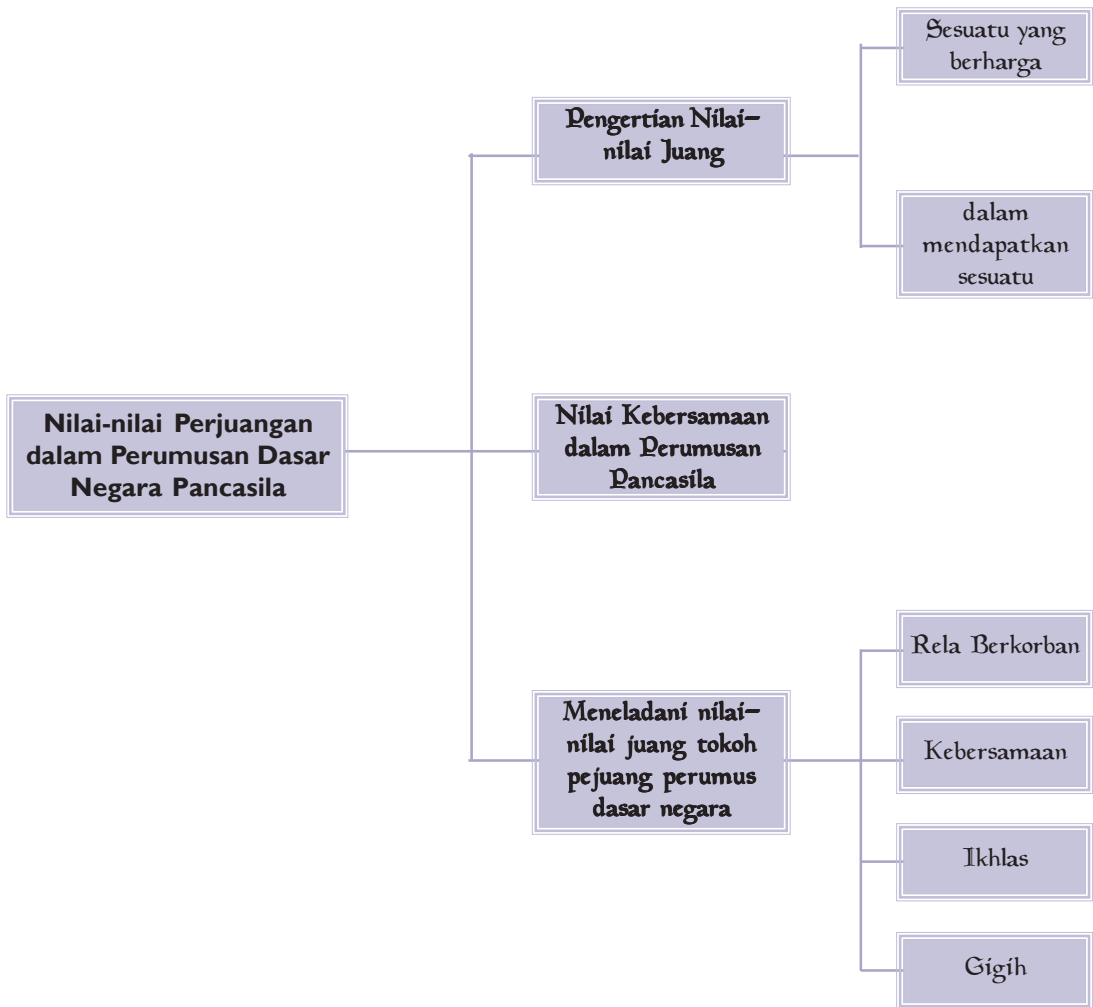 Nilai-nilai Perjuangan
dalam Perumusan Dasar
Negara Pancasila
Pengertian Nilai-
nilai Juang
Sesuatu yang
berharga
dalam
mendapatkan
sesuatu
Nilai Kebersamaan
dalam Perumusan
Pancasila
Meneladani nilai-
nilai juang tokoh
pejuang perumus
dasar negara
Rela Berkorban
Kebersamaan
Ikhlas
Gigih